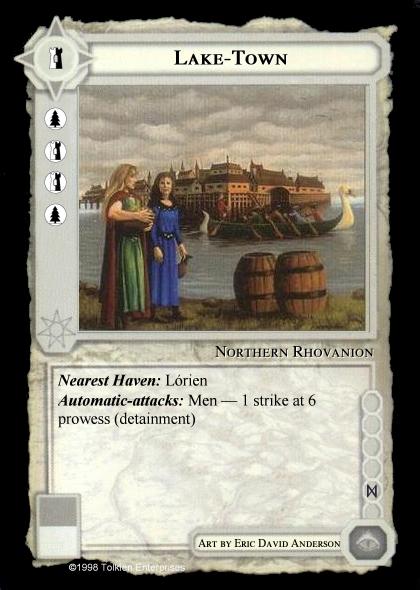 LAKE-TOWN
NORTHERN RHOVANION
Nearest Haven: Lórien
Automatic-attacks: Men — 1 strike at 6
prowess (detainment)
ART BY ERIC DAVID ANDERSON
©1998 Tolkien Enterprises